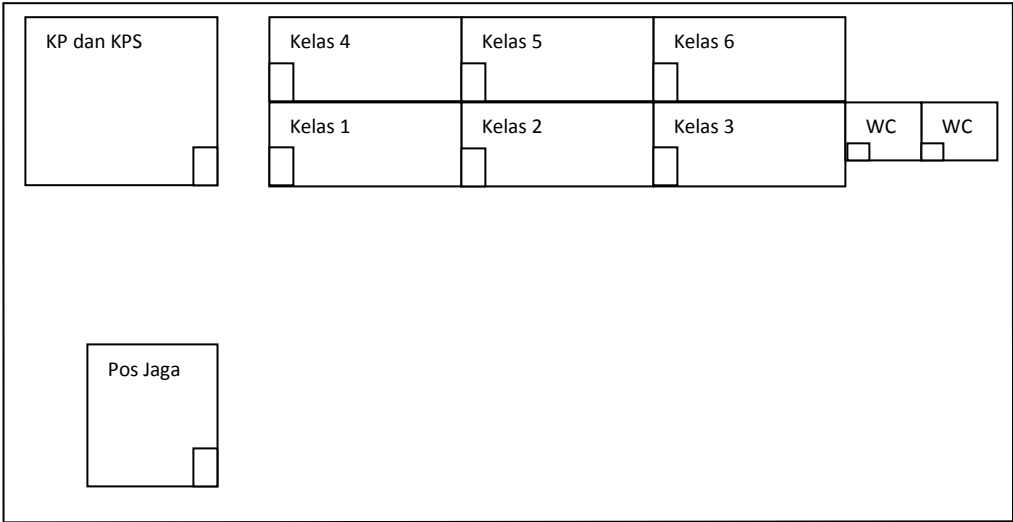 KP dan KPS
Kelas 4
Kelas 5
Kelas 6
Kelas 1
Kelas 2
Kelas 3
WC
WC
Pos Jaga